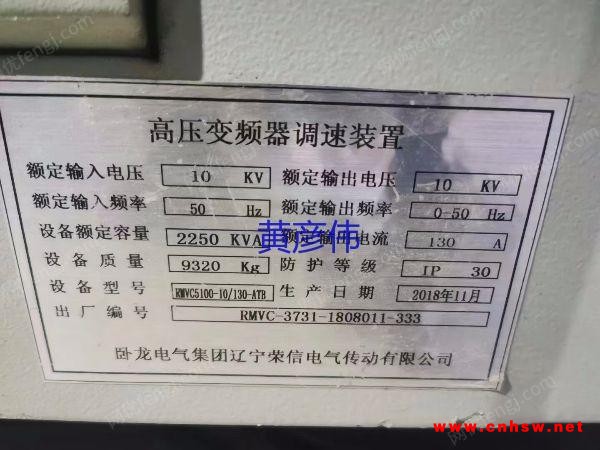 高压变频器调速装置
额定输入电压 10 KV 额定输出电压 10 KV
额定输入频率 50 Hz 额定输出频率 0-50 Hz
设备额定容量 2250 KVA 额定输出电流 130 A
黄彦伟
设备质量 9320 Kg 防护等级 IP 30
设备型号 RMVC5100-10/130-ATB 生产日期 2018年11月
出厂编号 RMVC-3731-1808011-333
卧龙电气集团辽宁荣信电气传动有限公司
www.cnhsw.net